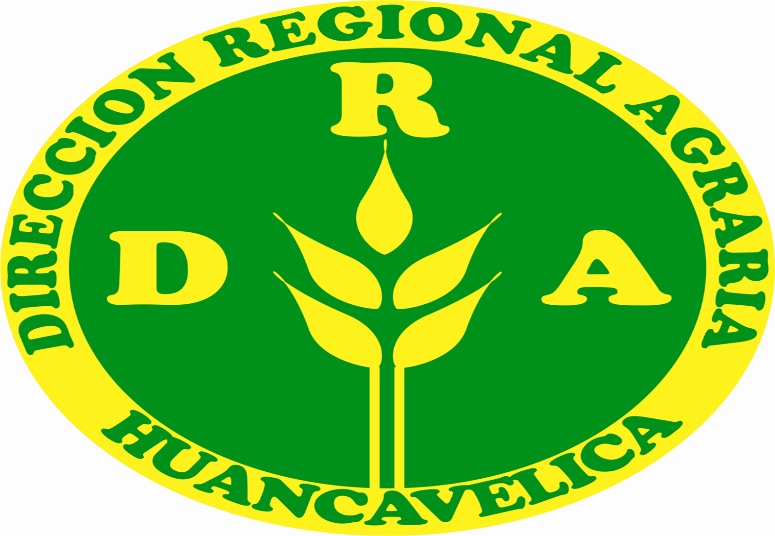 DIRECCION REGIONAL AGRARIA
R
D A
HUANCAVELICA